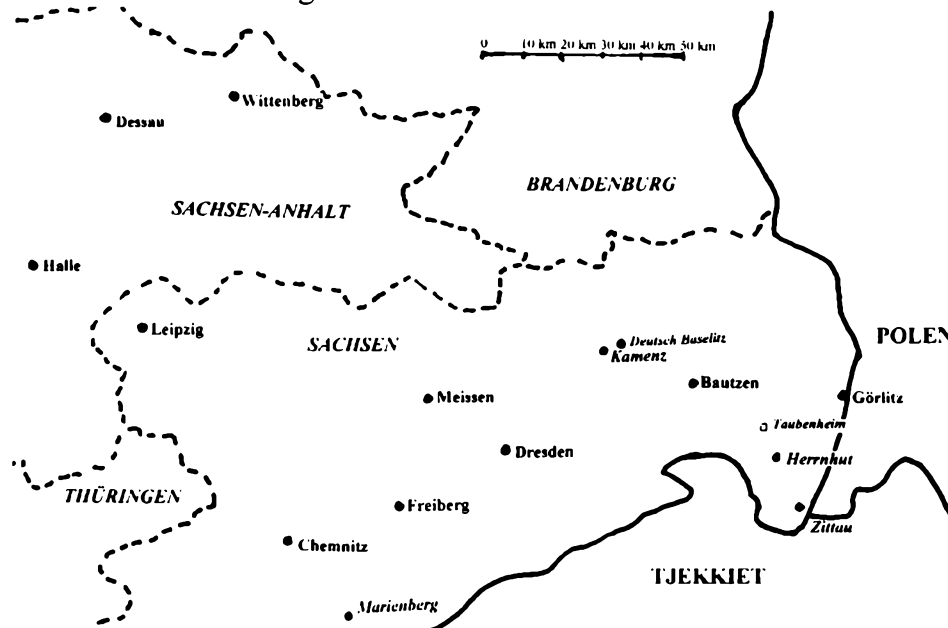 0 10 km 20 km 30 km 40 km 50 km
Wittenberg
Dessau
BRANDENBURG
SACHSEN-ANHALT
Halle
Leipzig
SACHSEN
POLEN
Deutsch Baselitz
Kamenz
Bautzen
Meissen
Görlitz
Taubenheim
Dresden
Herrnhut
THÜRINGEN
Freiberg
Zittau
Chemnitz
TJEKKIET
Marienberg